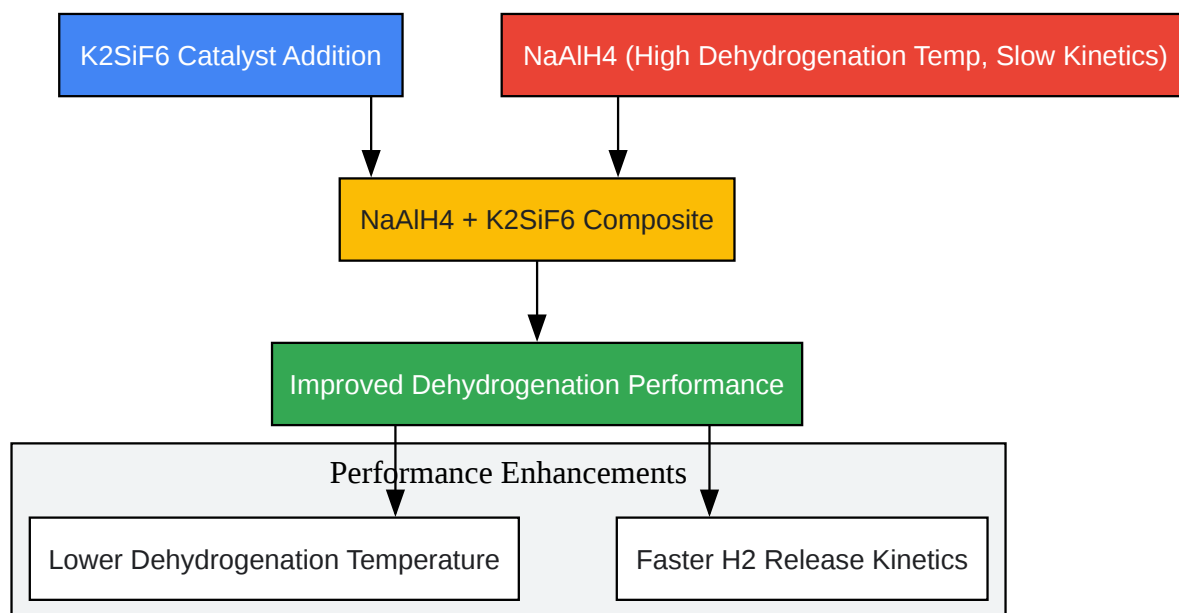 K2SiF6 Catalyst Addition
NaAlH4 (High Dehydrogenation Temp, Slow Kinetics)
NaAlH4 + K2SiF6 Composite
Improved Dehydrogenation Performance
Performance Enhancements
Lower Dehydrogenation Temperature
Faster H2 Release Kinetics